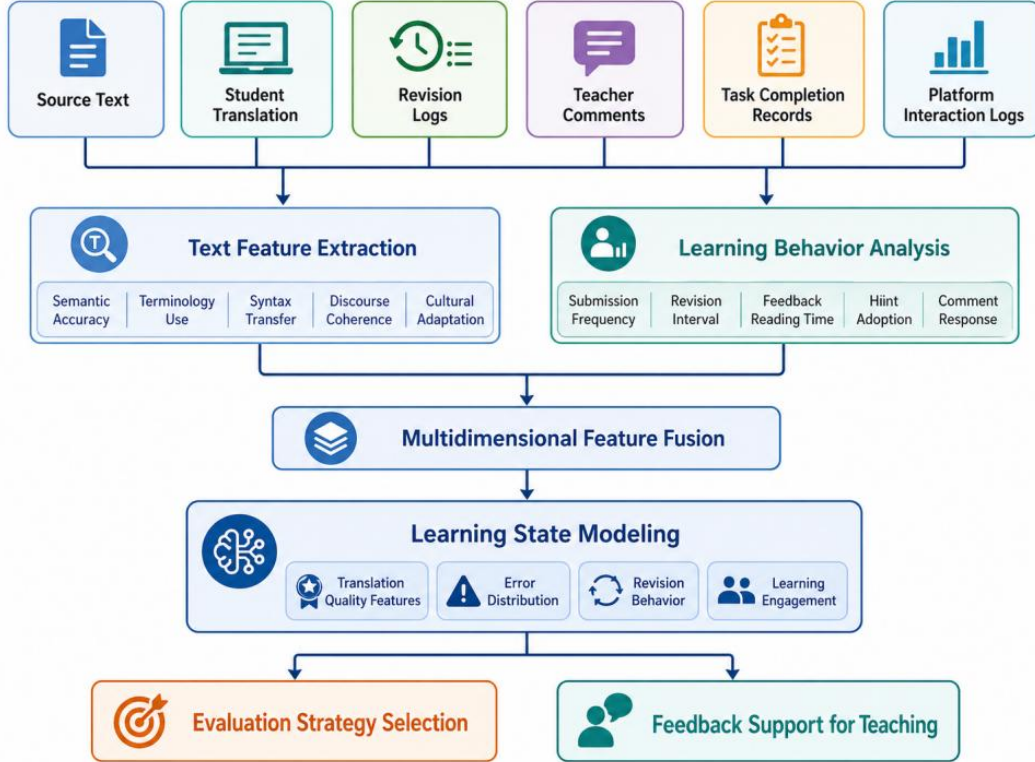 Source Text
Student
Translation
Revision
Logs
Teacher
Comments
Task Completion
Records
Platform
Interaction Logs
T
Text Feature Extraction
Semantic
Accuracy
Terminology
Use
Syntax
Transfer
Discourse
Coherence
Cultural
Adaptation
Learning Behavior Analysis
Submission
Frequency
Revision
Interval
Feedback
Reading Time
Hiint
Adoption
Comment
Response
Multidimensional Feature Fusion
Learning State Modeling
Translation
Quality Features
Error
Distribution
Revision
Behavior
Learning
Engagement
Evaluation Strategy Selection
Feedback Support for Teaching